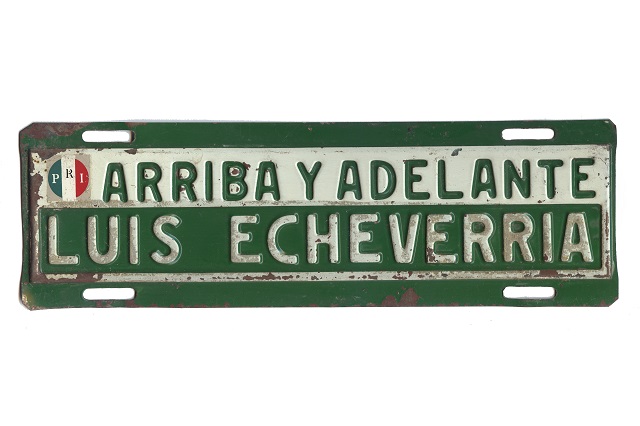 PRI
ARRIBA Y ADELANTE
LUIS ECHEVERRIA